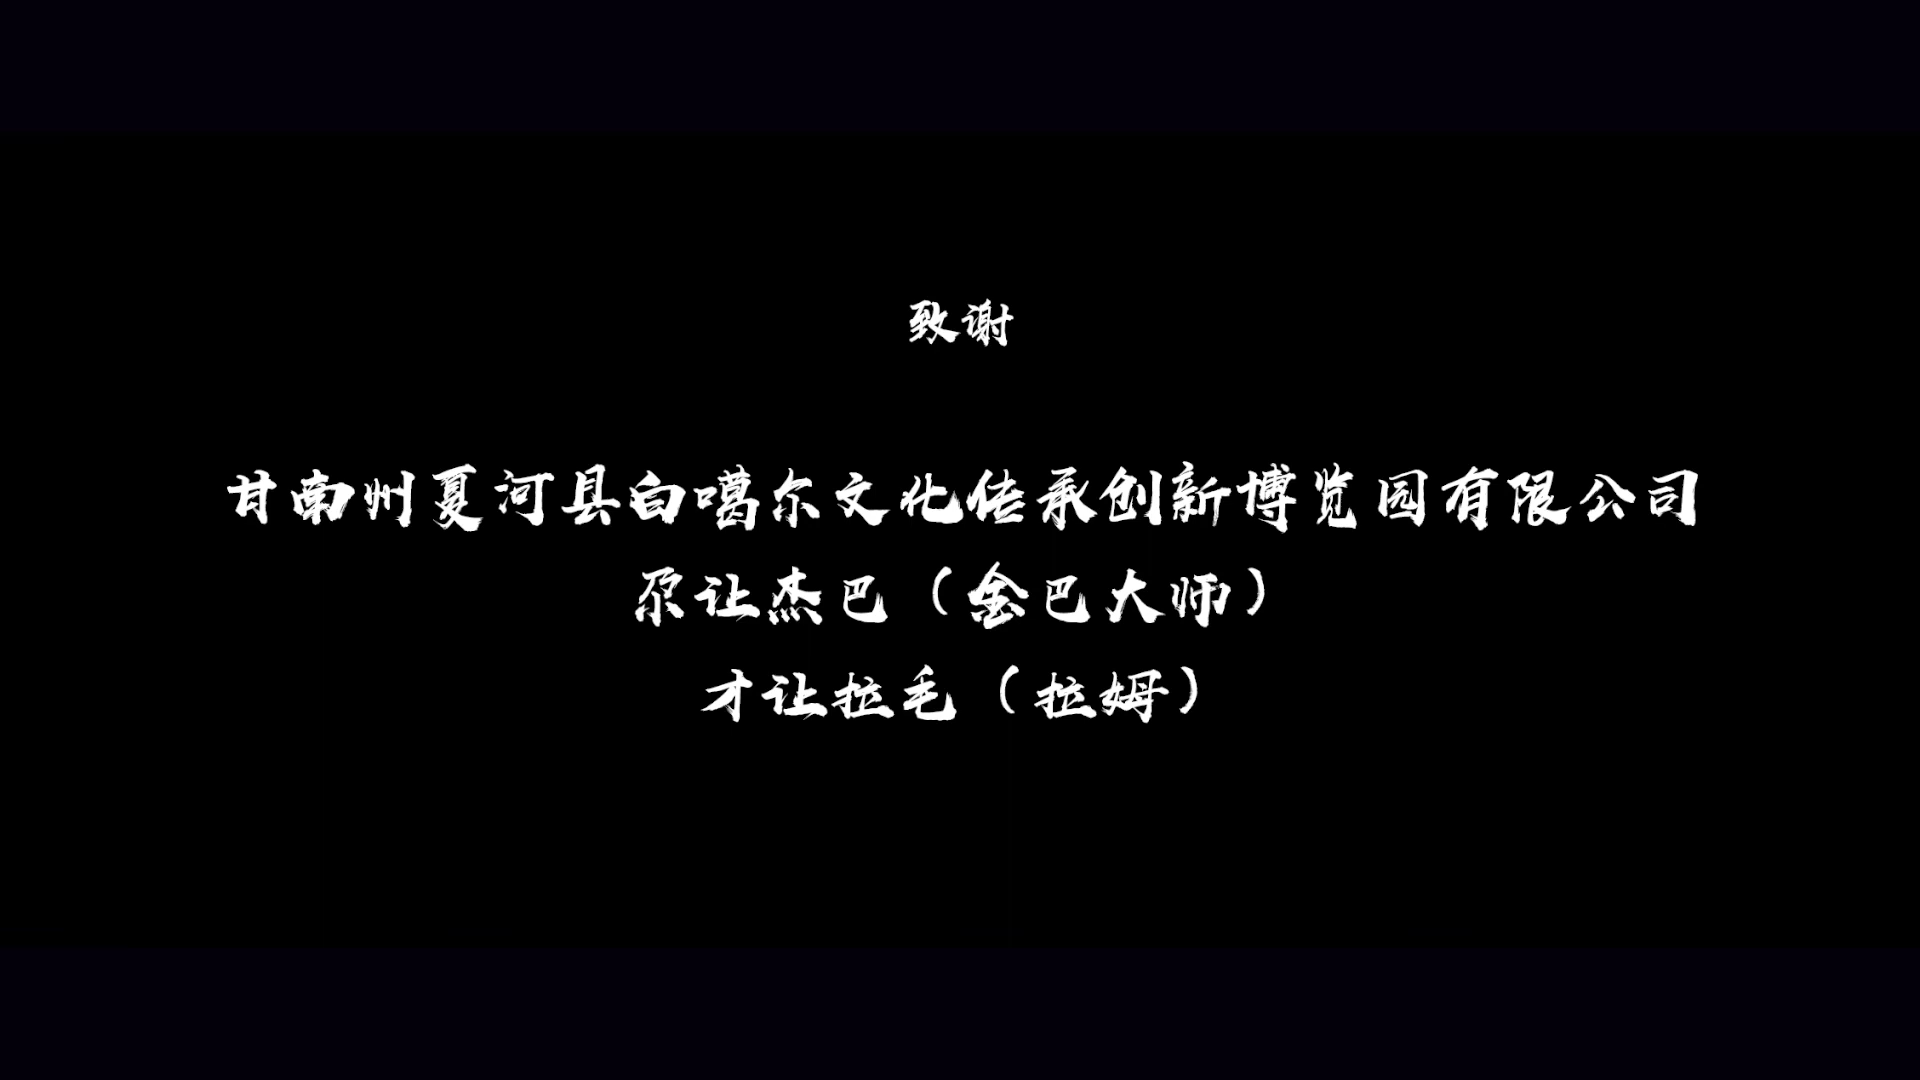 致谢
甘南州夏河县白噶尔文化传承创新博览园有限公司
尕让杰巴（金巴大师）
才让拉毛（拉姆）